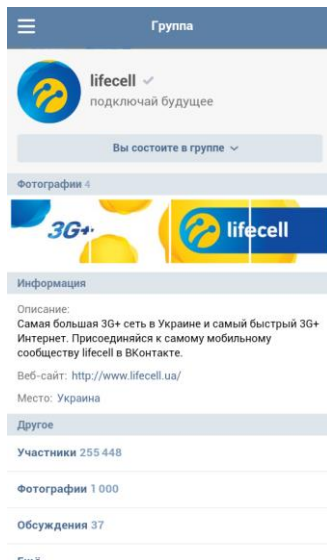 Группа
lifecell
подключай будущее
Вы состоите в группе
Фотографии 4
3G+
lifecell
Информация
Описание:
Самая большая 3G+ сеть в Украине и самый быстрый 3G+
Интернет. Присоединяйся к самому мобильному
сообществу lifecell в ВКонтакте.
Веб-сайт: http://www.lifecell.ua/
Место: Украина
Другое
Участники 255 448
Фотографии 1 000
Обсуждения 37
Ещё